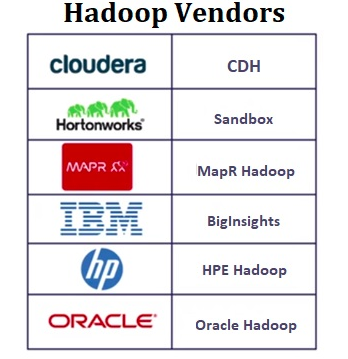 Hadoop Vendors
cloudera CDH
Hortonworks Sandbox
MAPR MapR Hadoop
IBM BigInsights
hp HPE Hadoop
ORACLE Oracle Hadoop